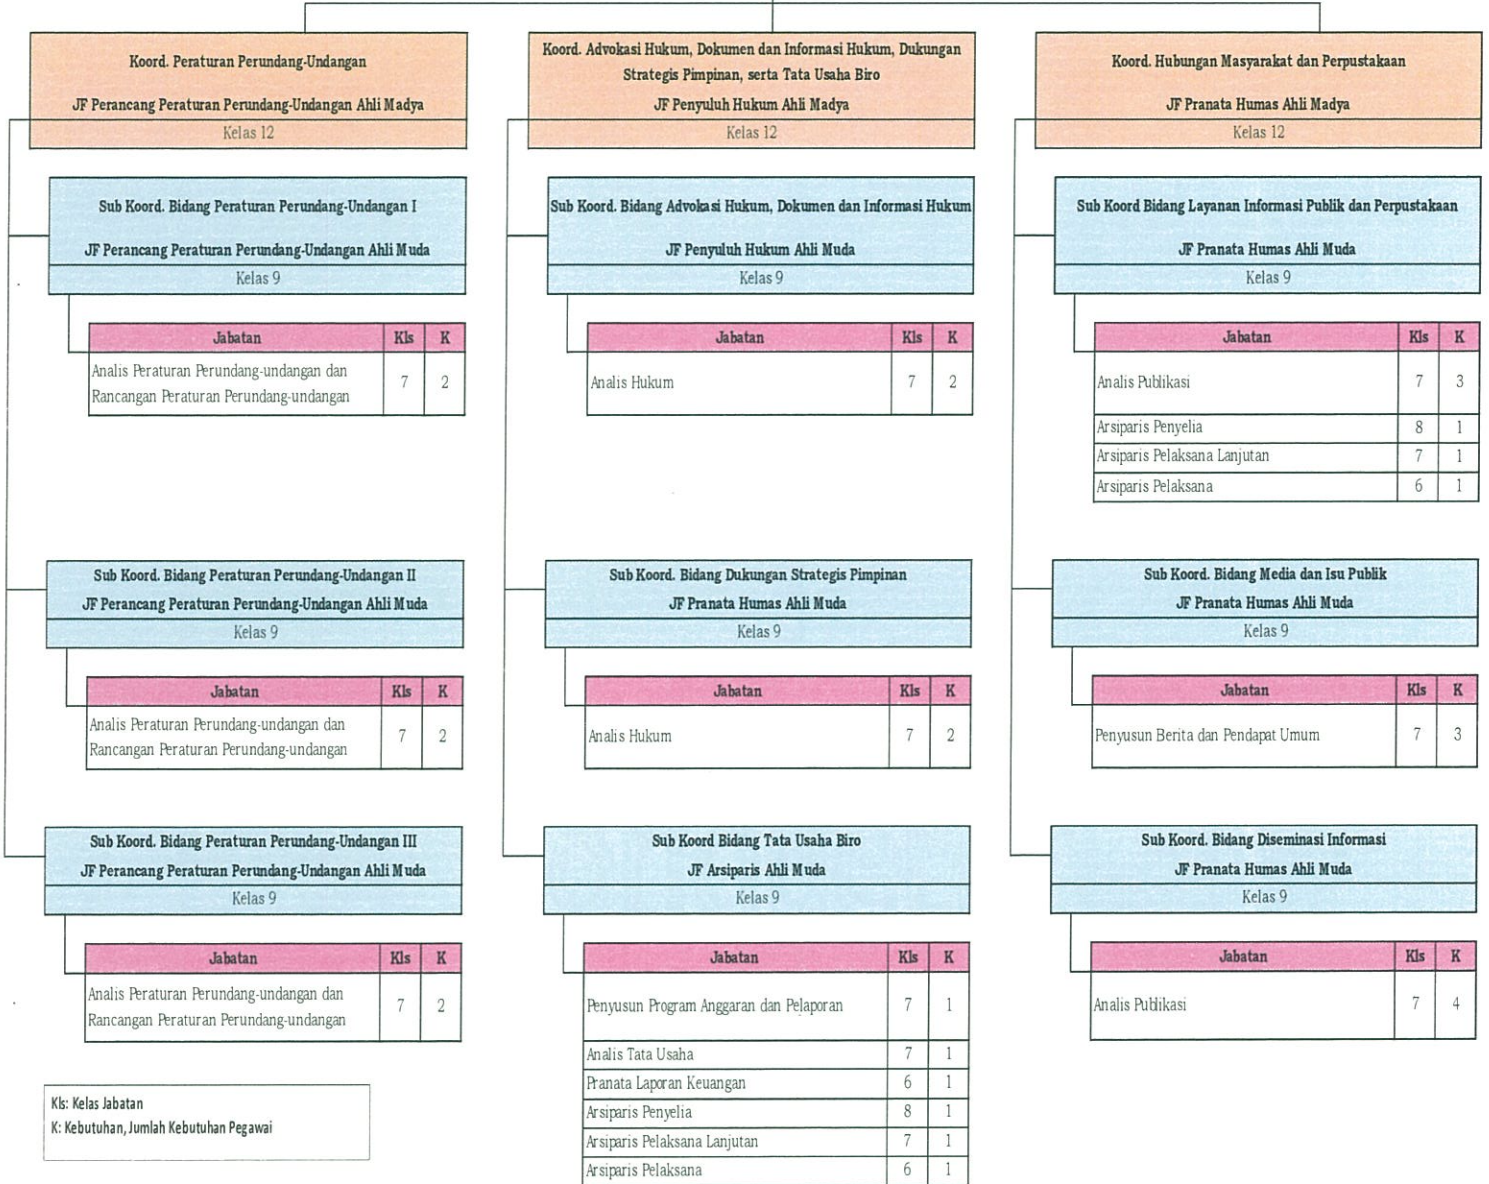 Koord. Peraturan Perundang-Undangan
JF Perancang Peraturan Perundang-Undangan Ahli Madya
Kelas 12
Sub Koord. Bidang Peraturan Perundang-Undangan I
JF Perancang Peraturan Perundang-Undangan Ahli Muda
Kelas 9
Jabatan Kls K
Analis Peraturan Perundang-undangan dan
Rancangan Peraturan Perundang-undangan 7 2
Sub Koord. Bidang Peraturan Perundang-Undangan II
JF Perancang Peraturan Perundang-Undangan Ahli Muda
Kelas 9
Jabatan Kls K
Analis Peraturan Perundang-undangan dan
Rancangan Peraturan Perundang-undangan 7 2
Sub Koord. Bidang Peraturan Perundang-Undangan III
JF Perancang Peraturan Perundang-Undangan Ahli Muda
Kelas 9
Jabatan Kls K
Analis Peraturan Perundang-undangan dan
Rancangan Peraturan Perundang-undangan 7 2
Kls: Kelas Jabatan
K: Kebutuhan, Jumlah Kebutuhan Pegawai
Koord. Advokasi Hukum, Dokumen dan Informasi Hukum, Dukungan
Strategis Pimpinan, serta Tata Usaha Biro
JF Penyuluh Hukum Ahli Madya
Kelas 12
Sub Koord. Bidang Advokasi Hukum, Dokumen dan Informasi Hukum
JF Penyuluh Hukum Ahli Muda
Kelas 9
Jabatan Kls K
Analis Hukum 7 2
Sub Koord. Bidang Dukungan Strategis Pimpinan
JF Pranata Humas Ahli Muda
Kelas 9
Jabatan Kls K
Analis Hukum 7 2
Sub Koord Bidang Tata Usaha Biro
JF Arsiparis Ahli Muda
Kelas 9
Jabatan Kls K
Penyusun Program Anggaran dan Pelaporan 7 1
Analis Tata Usaha 7 1
Pranata Laporan Keuangan 6 1
Arsiparis Penyelia 8 1
Arsiparis Pelaksana Lanjutan 7 1
Arsiparis Pelaksana 6 1
Koord. Hubungan Masyarakat dan Perpustakaan
JF Pranata Humas Ahli Madya
Kelas 12
Sub Koord Bidang Layanan Informasi Publik dan Perpustakaan
JF Pranata Humas Ahli Muda
Kelas 9
Jabatan Kls K
Analis Publikasi 7 3
Arsiparis Penyelia 8 1
Arsiparis Pelaksana Lanjutan 7 1
Arsiparis Pelaksana 6 1
Sub Koord. Bidang Media dan Isu Publik
JF Pranata Humas Ahli Muda
Kelas 9
Jabatan Kls K
Penyusun Berita dan Pendapat Umum 7 3
Sub Koord. Bidang Diseminasi Informasi
JF Pranata Humas Ahli Muda
Kelas 9
Jabatan Kls K
Analis Publikasi 7 4